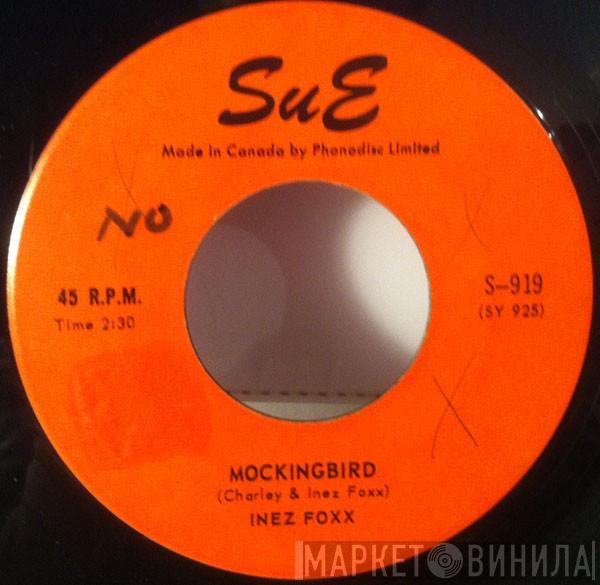 SuE
Made in Canada by Phonodisc Limited
NO
45 R.P.M.
Time 2:30
S-919
(SY 925)
MOCKINGBIRD
(Charley & Inez Foxx)
INEZ FOXX
МАРКЕТ ВИНИЛА